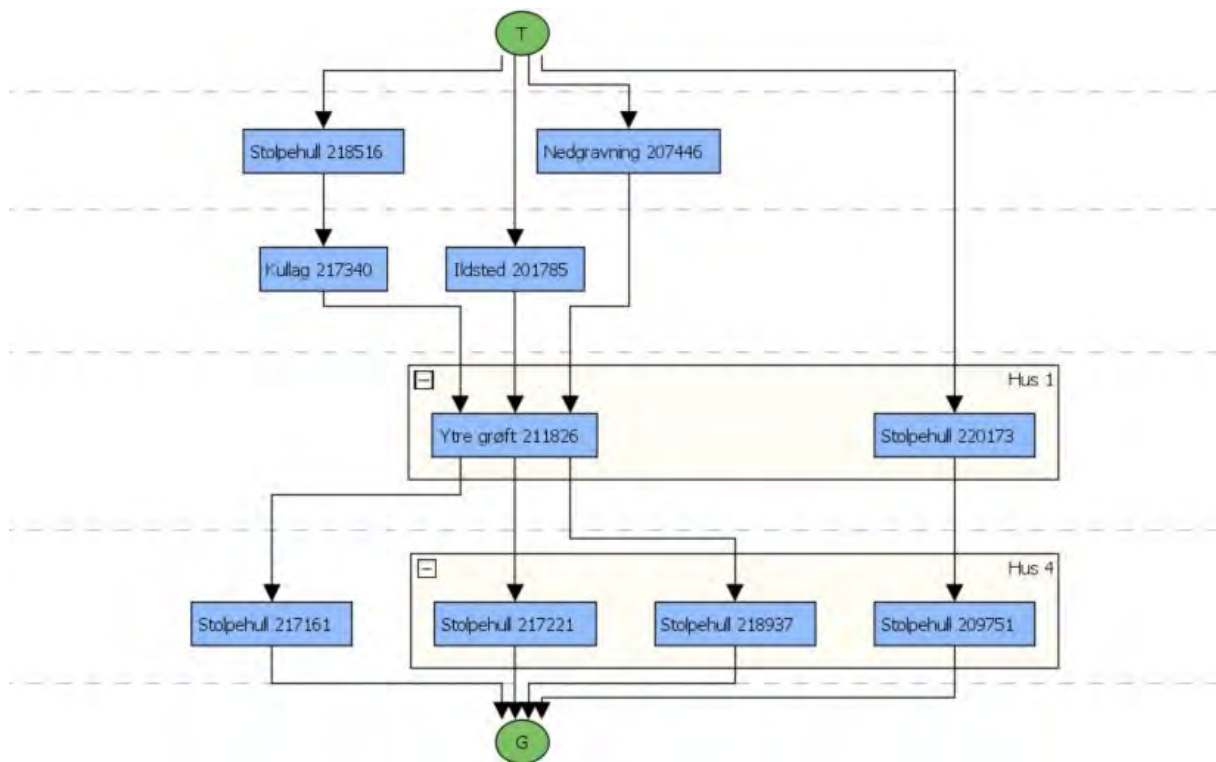 T
Stolpehull 218516
Nedgravning 207446
Kullag 217340
Ildsted 201785
Hus 1
Ytre grøft 211826
Stolpehull 220173
Hus 4
Stolpehull 217161
Stolpehull 217221
Stolpehull 218937
Stolpehull 209751
G